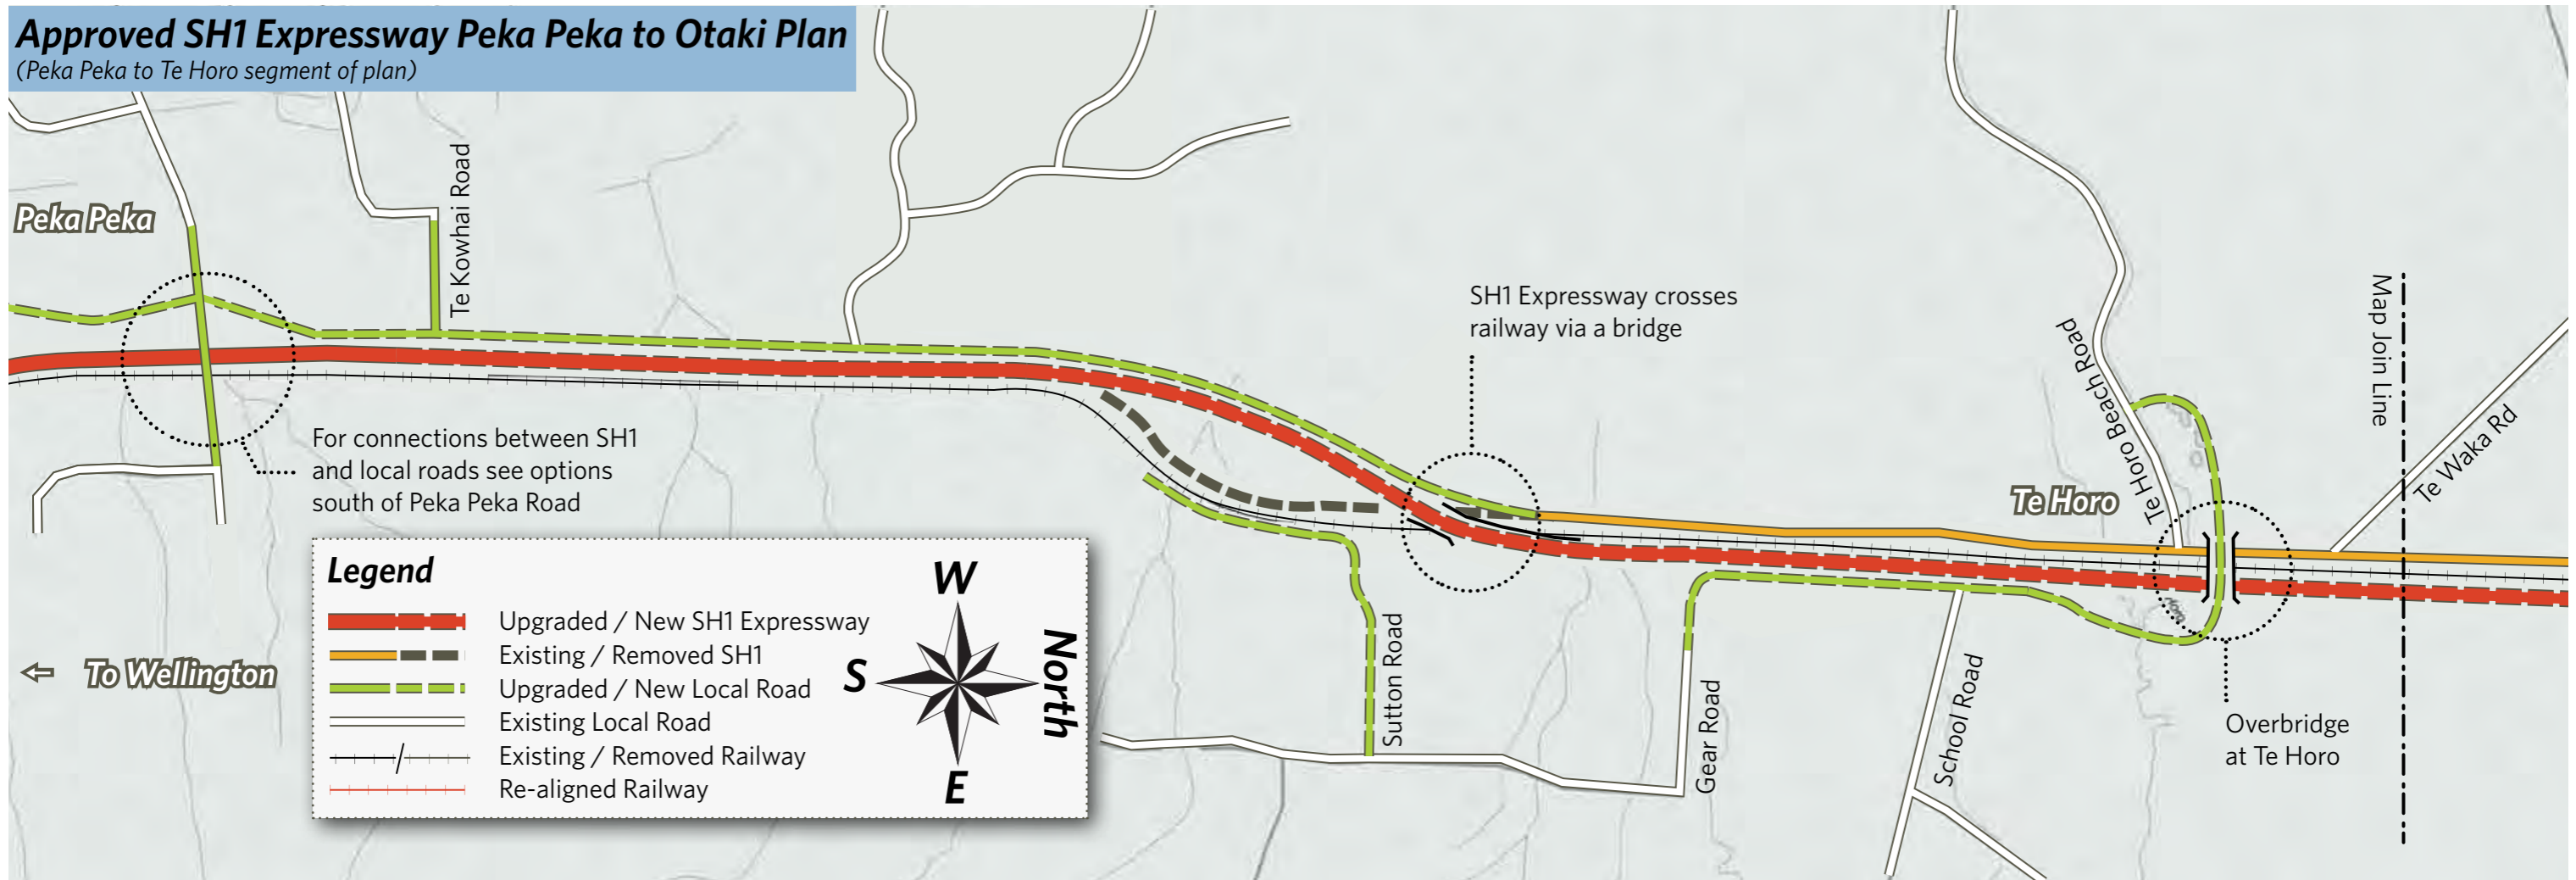 Approved SH1 Expressway Peka Peka to Otaki Plan
(Peka Peka to Te Horo segment of plan)
Peka Peka
Te Kowhai Road
For connections between SH1
and local roads see options
south of Peka Peka Road
SH1 Expressway crosses
railway via a bridge
Te Horo Beach Road
Te Horo
Map Join Line
Te Waka Rd
To Wellington
Legend
Upgraded / New SH1 Expressway
Existing / Removed SH1
Upgraded / New Local Road
Existing Local Road
Existing / Removed Railway
Re-aligned Railway
W
S
North
E
Sutton Road
Gear Road
School Road
Overbridge
at Te Horo